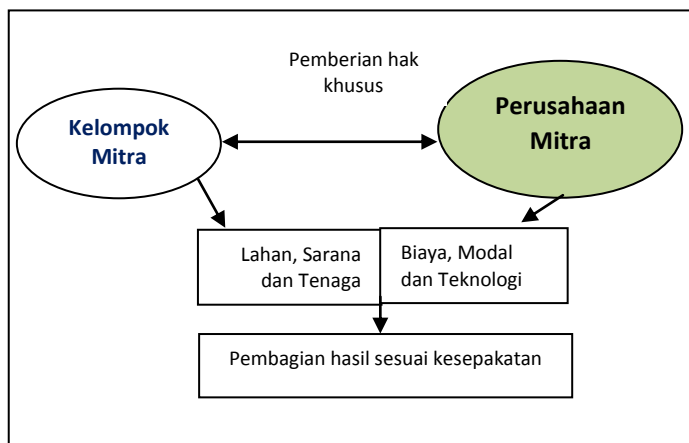 Pemberian hak
khusus
Kelompok
Mitra
Perusahaan
Mitra
Lahan, Sarana
dan Tenaga
Biaya, Modal
dan Teknologi
Pembagian hasil sesuai kesepakatan